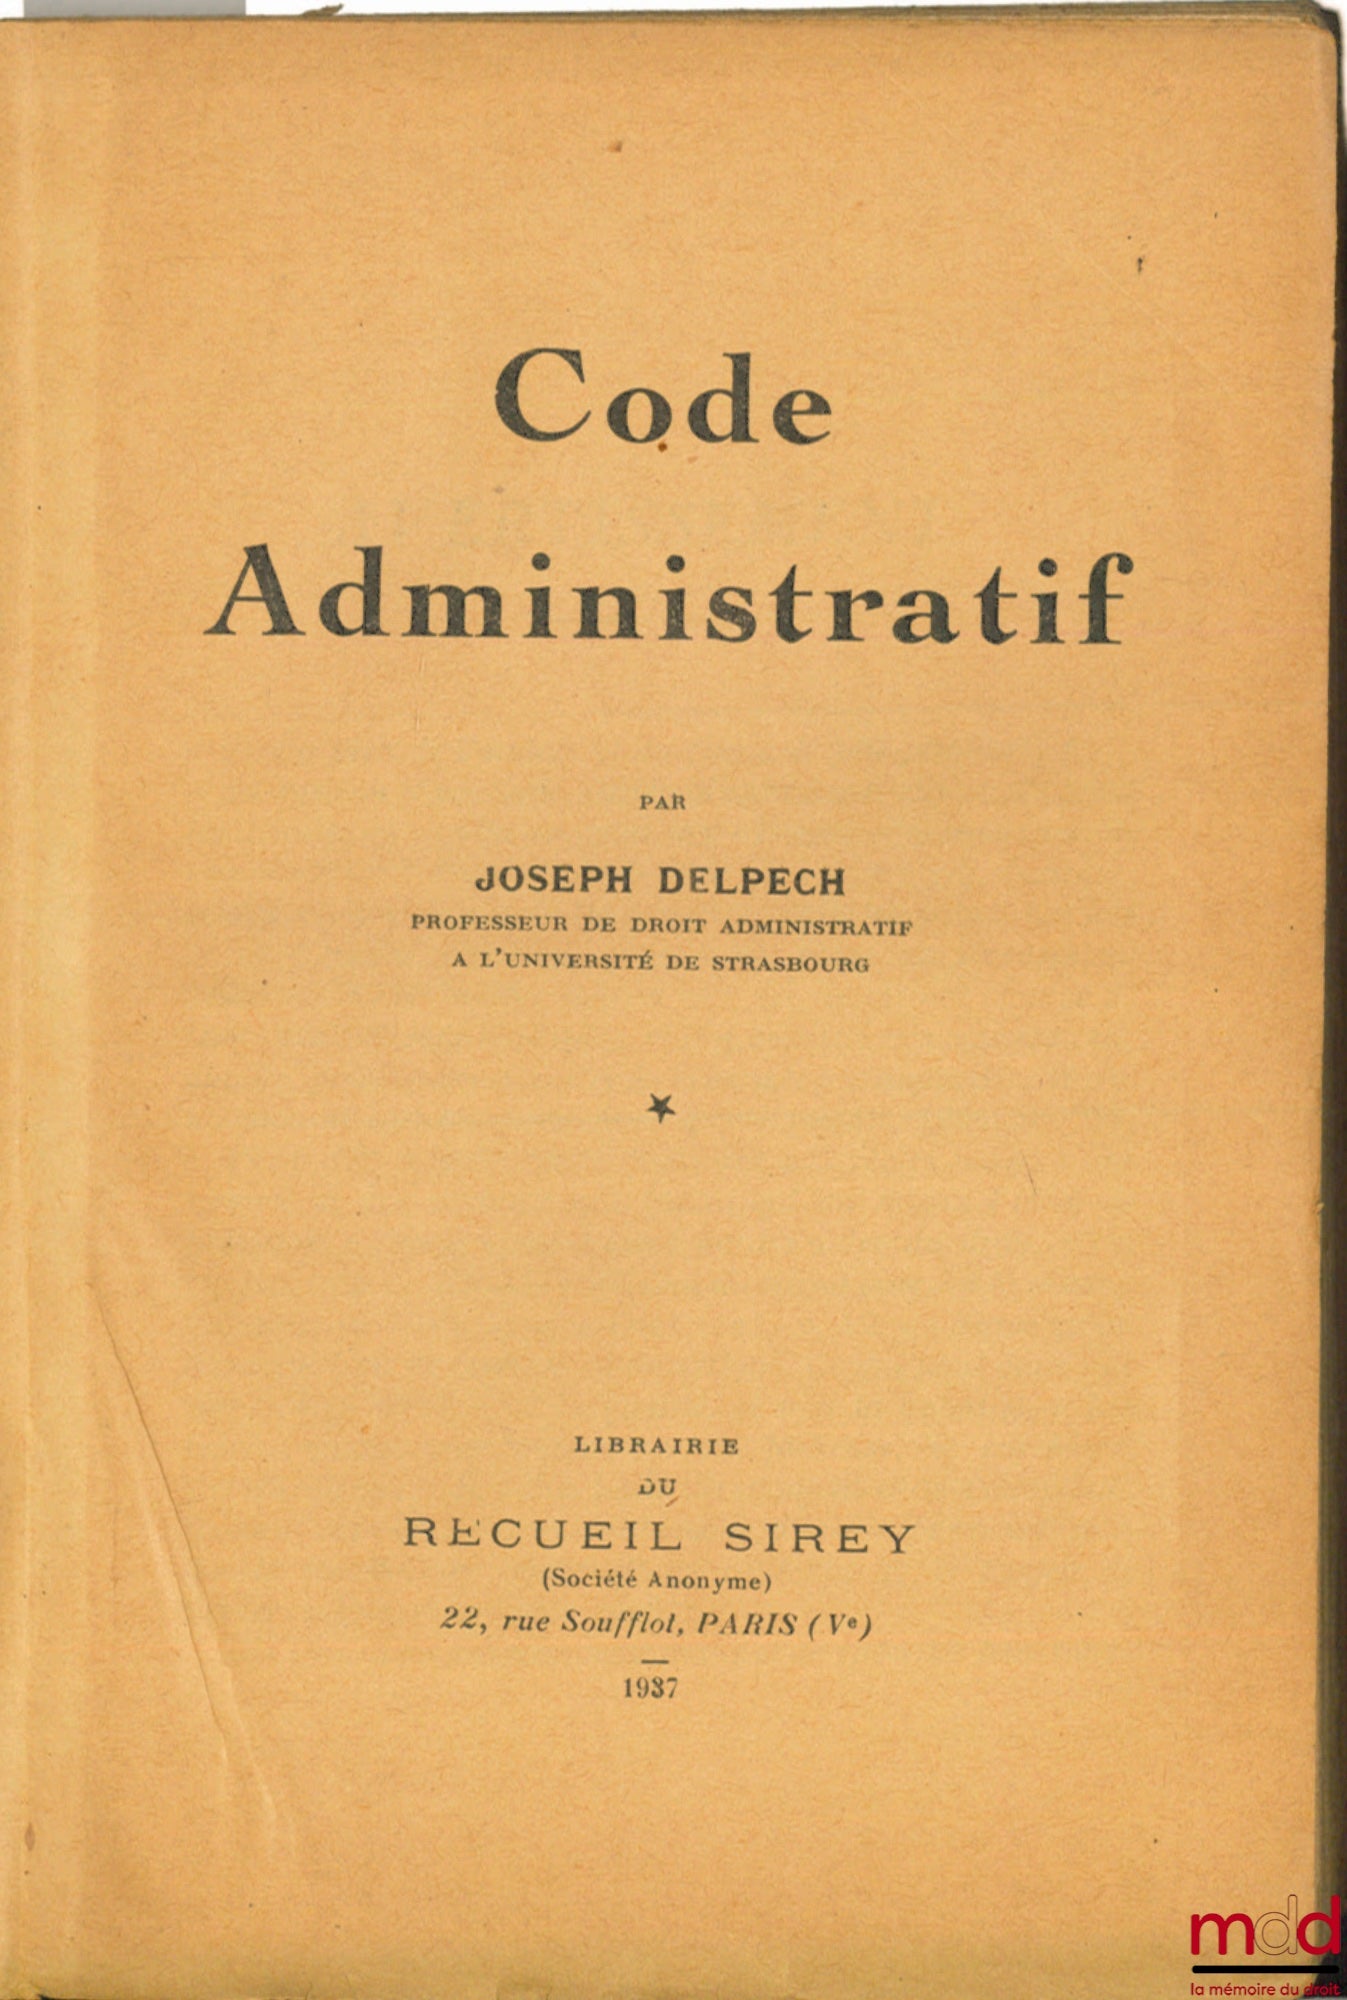 Code
Administratif
PAR
JOSEPH DELPECH
PROFESSEUR DE DROIT ADMINISTRATIF
A L'UNIVERSITÉ DE STRASBOURG
LIBRAIRIE
DU
RECUEIL SIREY
(Société Anonyme)
22, rue Soufflot, PARIS (Vᵉ)
1937
mdd
la mémoire du droit